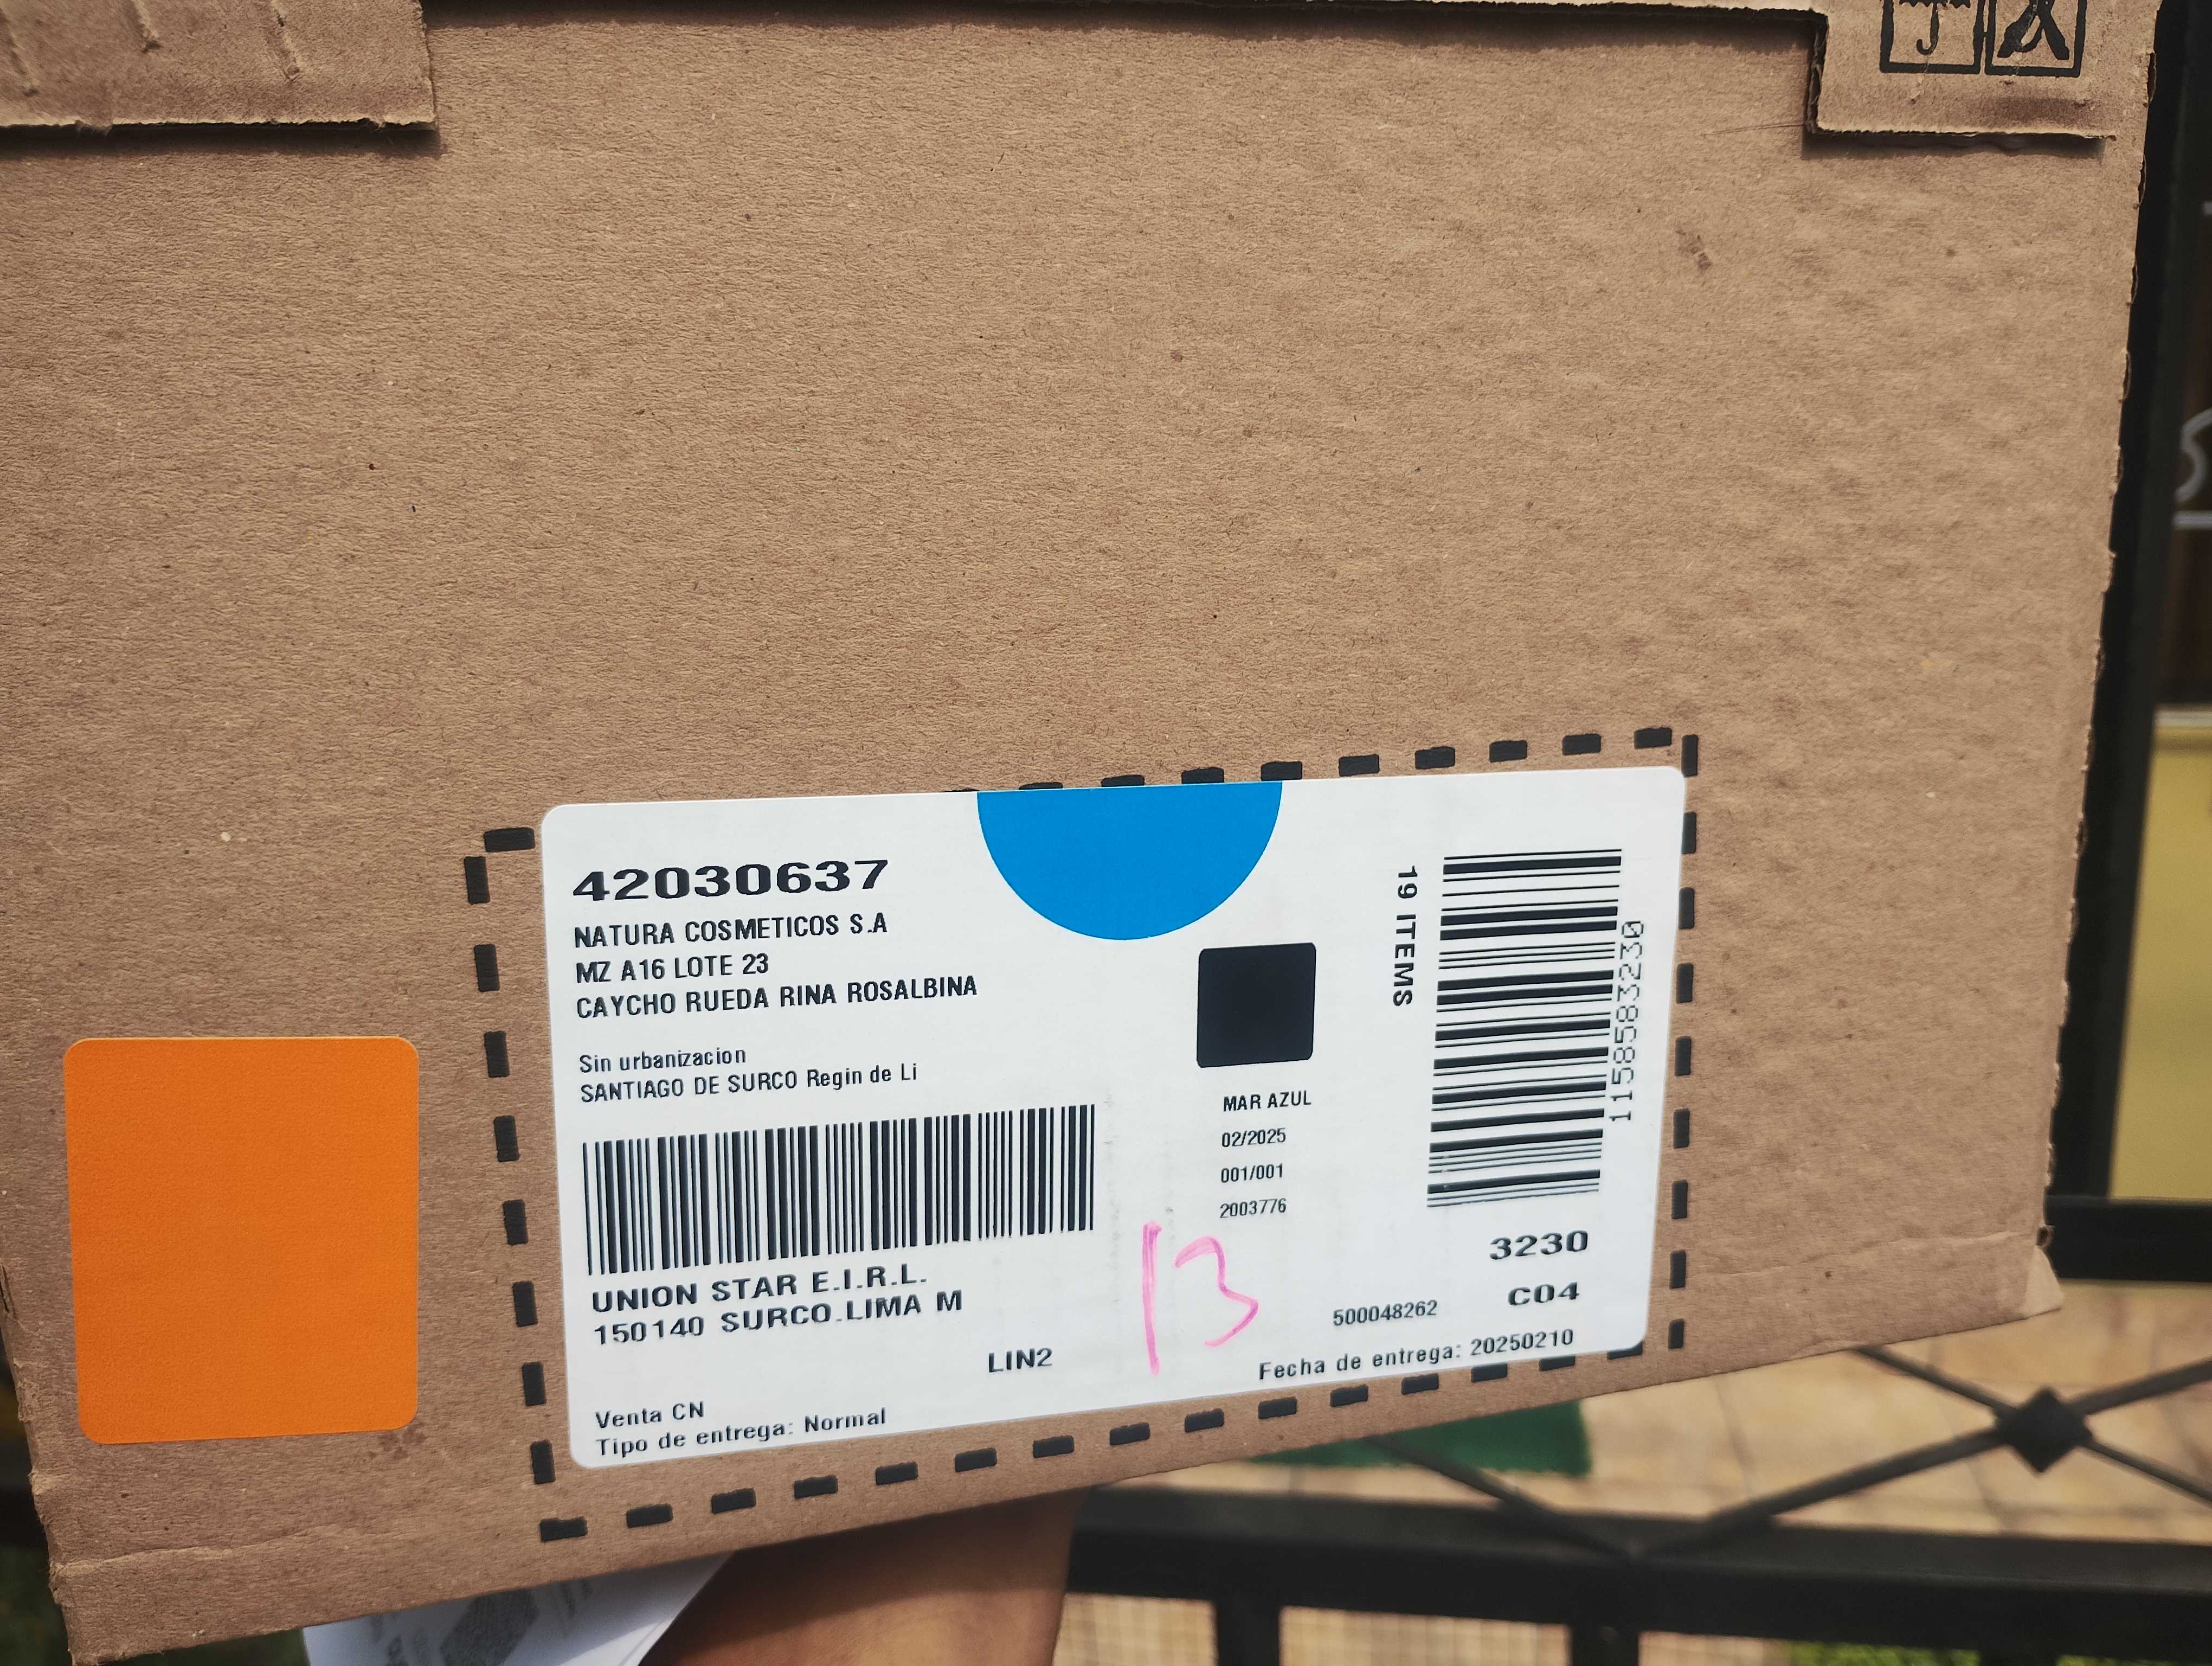 42030637
NATURA COSMETICOS S.A
MZ A16 LOTE 23
CAYCHO RUEDA RINA ROSALBINA
Sin urbanizacion
SANTIAGO DE SURCO Regin de Li
UNION STAR E.I.R.L.
150140 SURCO.LIMA M
LIN2
Venta CN
Tipo de entrega: Normal
MAR AZUL
02/2025
001/001
2003776
13
19 ITEMS
1158583230
3230
C04
500048262
Fecha de entrega: 20250210